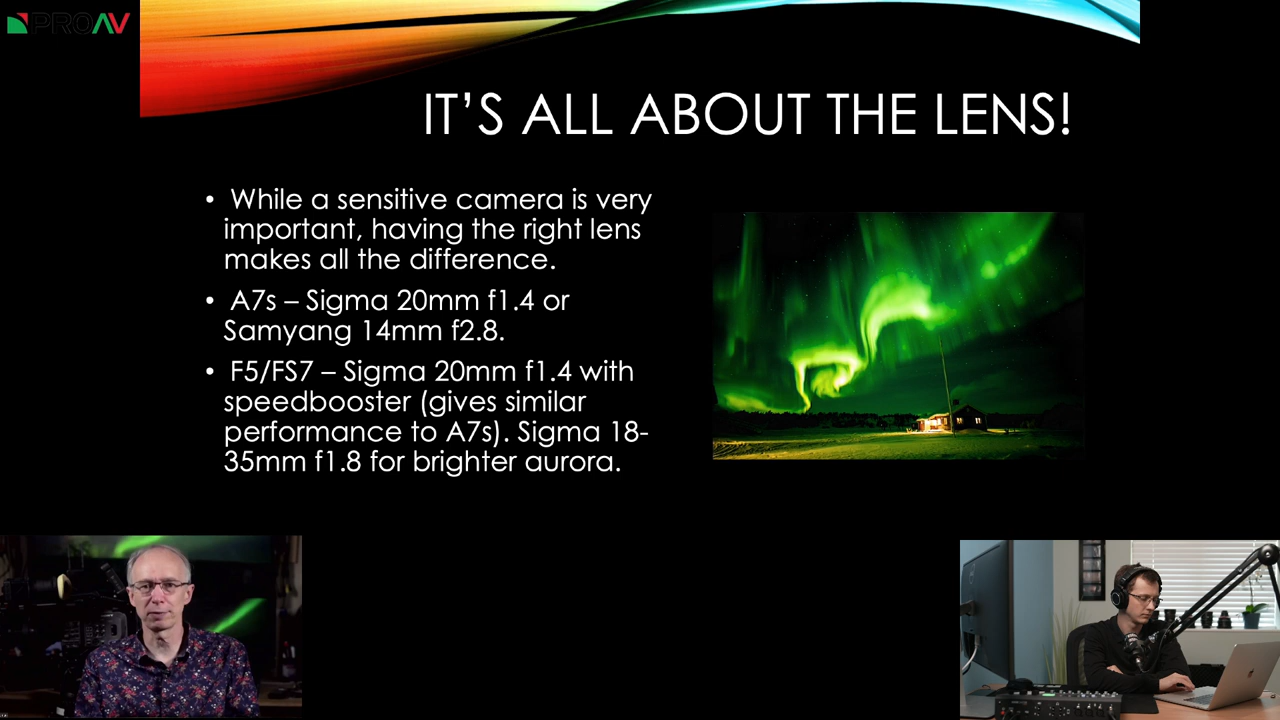 PROAV
IT'S ALL ABOUT THE LENS!
• While a sensitive camera is very
important, having the right lens
makes all the difference.
• A7s – Sigma 20mm f1.4 or
Samyang 14mm f2.8.
• F5/FS7 – Sigma 20mm f1.4 with
speedbooster (gives similar
performance to A7s). Sigma 18-
35mm f1.8 for brighter aurora.